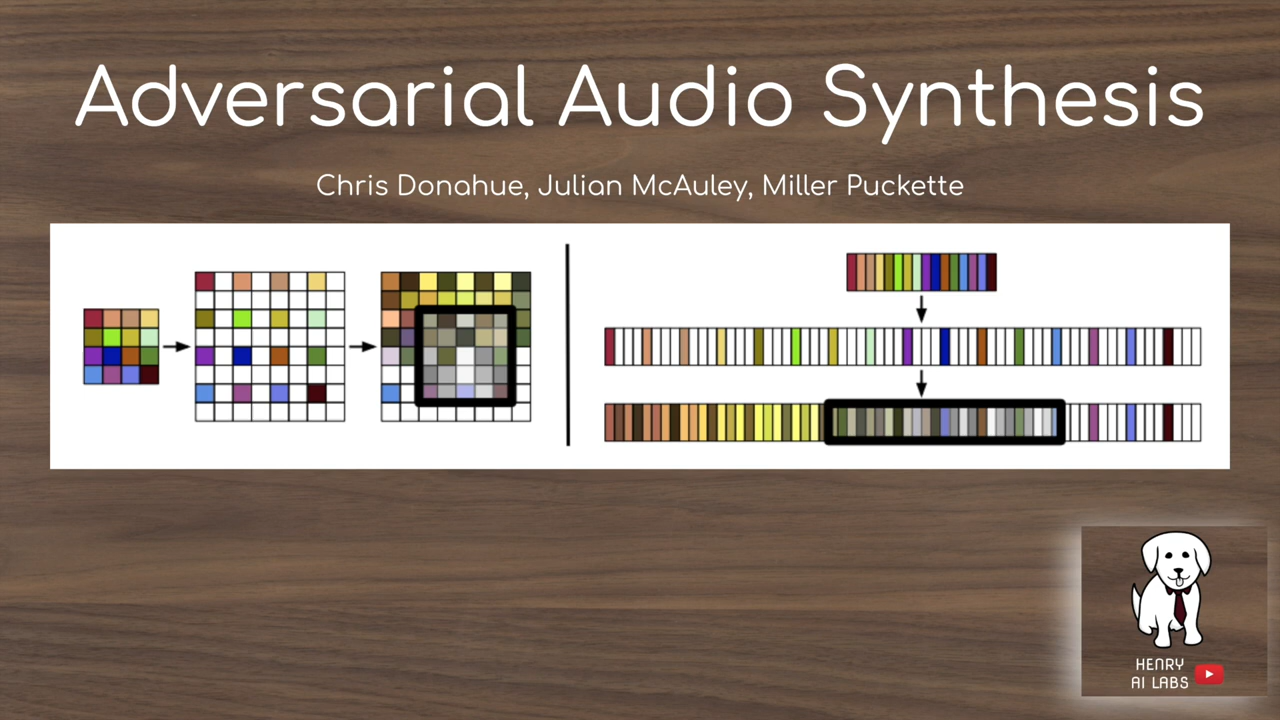 Adversarial Audio Synthesis
Chris Donahue, Julian McAuley, Miller Puckette
HENRY
AI LABS